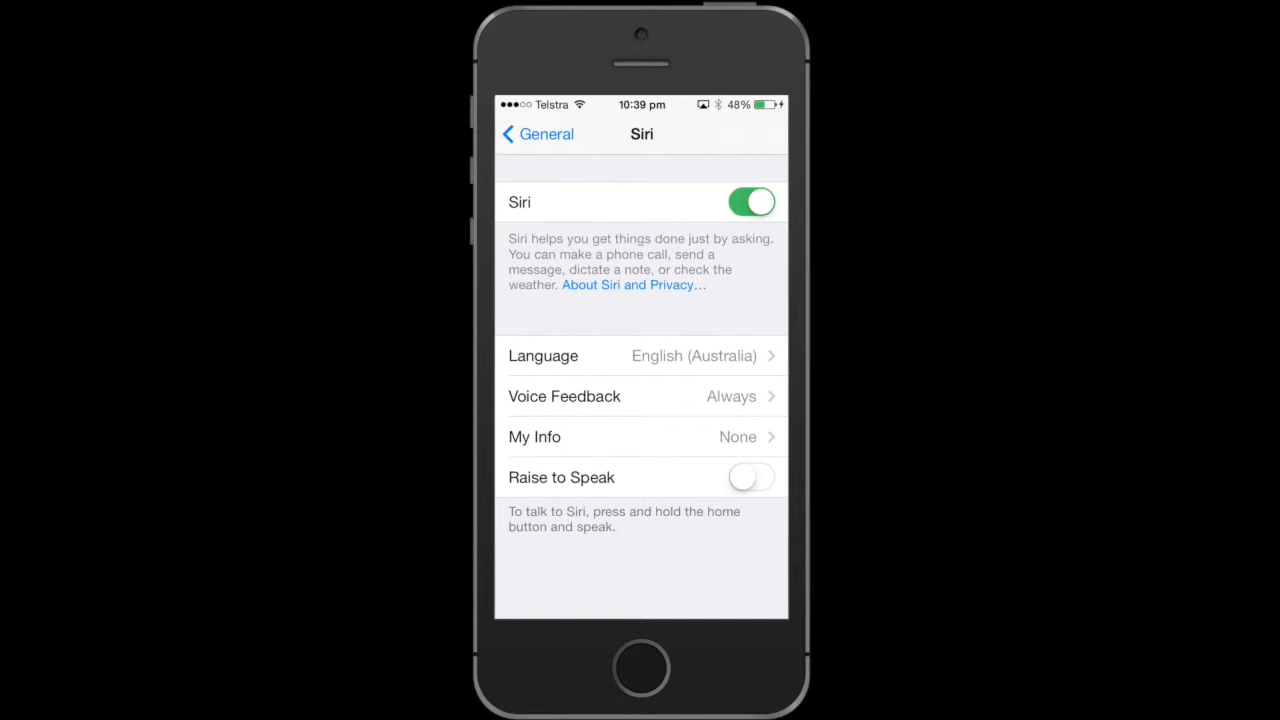 Telstra 10:39 pm 48%
General Siri
Siri
Siri helps you get things done just by asking.
You can make a phone call, send a
message, dictate a note, or check the
weather. About Siri and Privacy…
Language English (Australia)
Voice Feedback Always
My Info None
Raise to Speak
To talk to Siri, press and hold the home
button and speak.